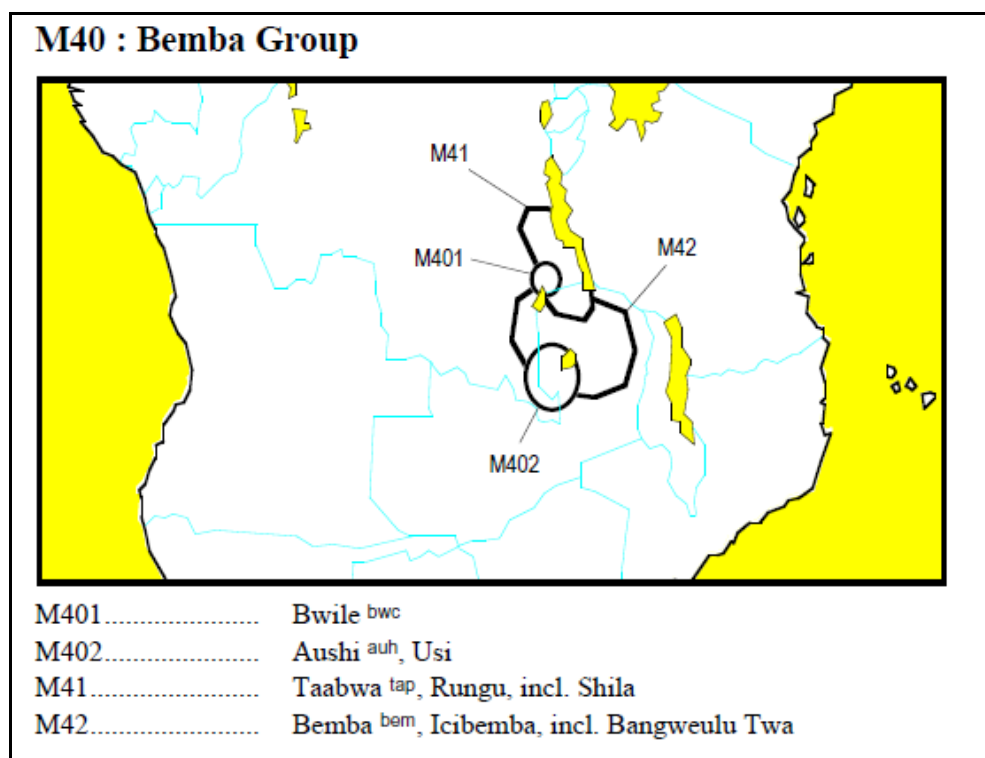 M40 : Bemba Group
M41
M401
M42
M402
M401...................... Bwile bwc
M402...................... Aushi auh, Usi
M41........................ Taabwa tap, Rungu, incl. Shila
M42........................ Bemba bem, Icibemba, incl. Bangweulu Twa